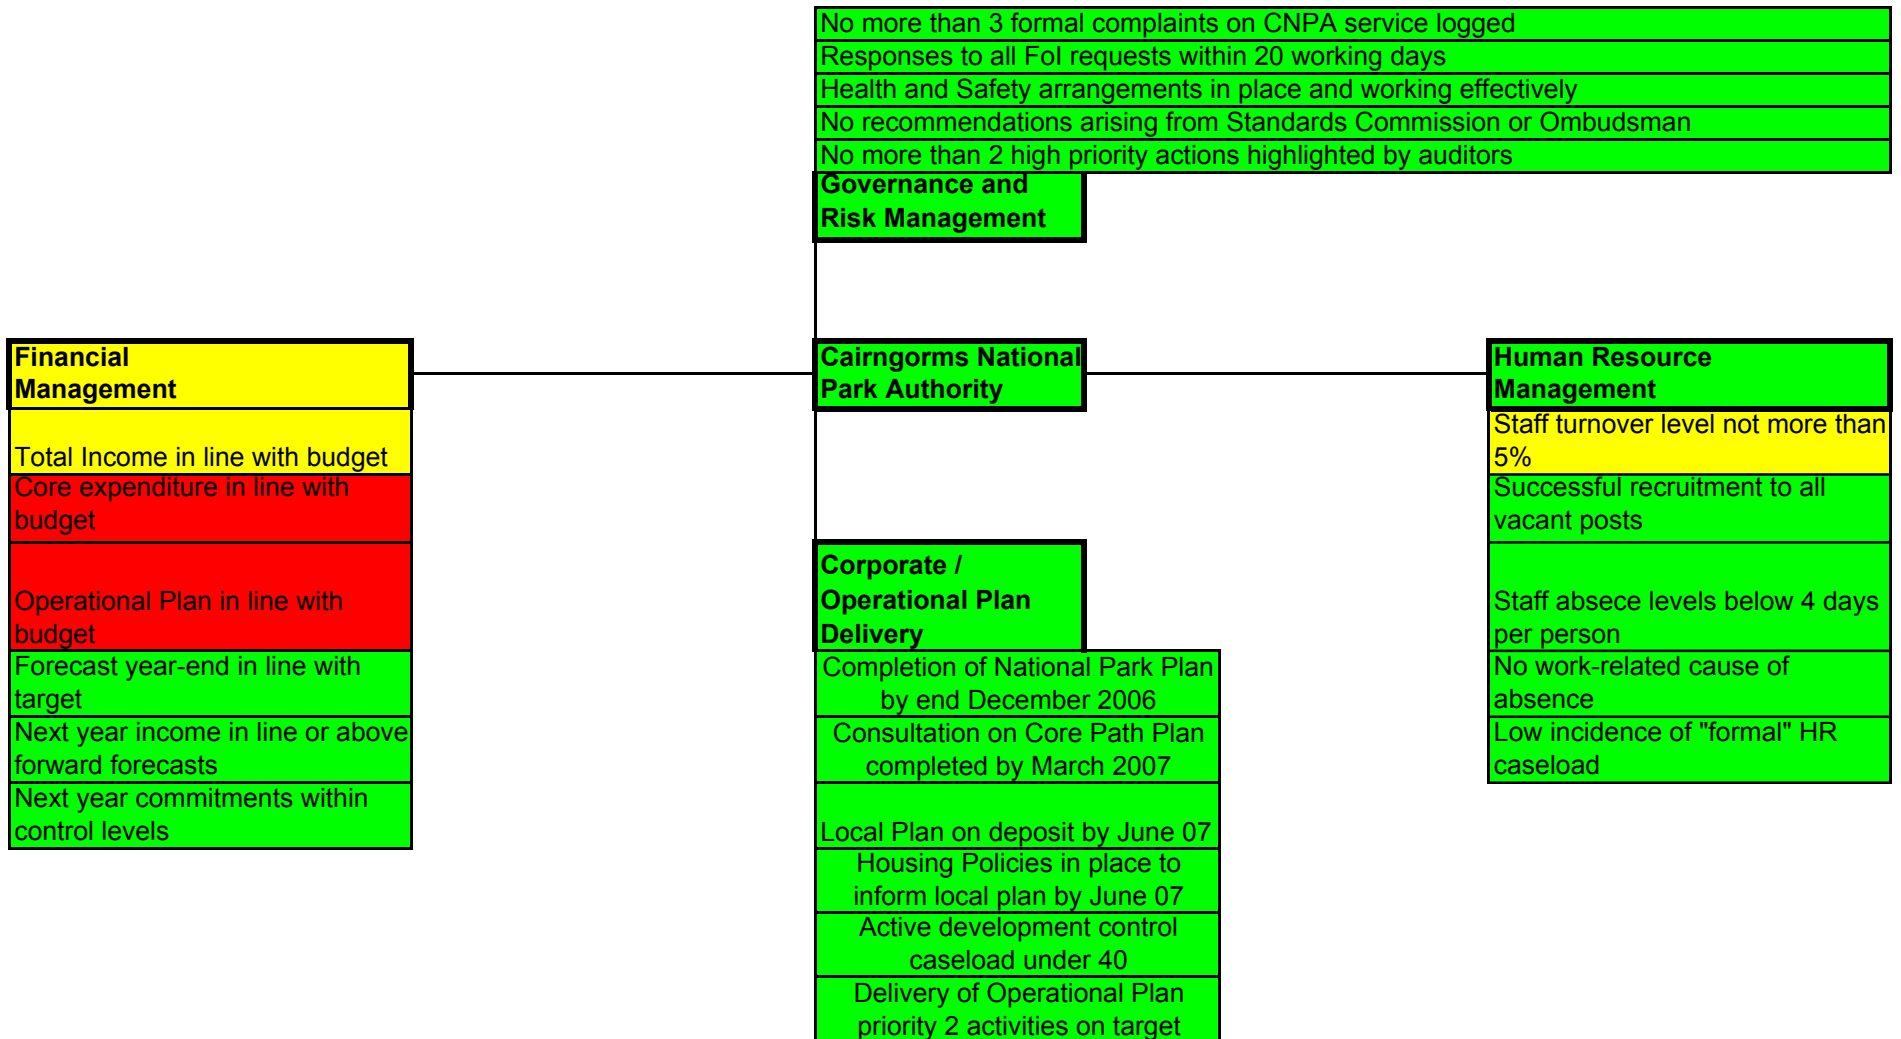 No more than 3 formal complaints on CNPA service logged
Responses to all FoI requests within 20 working days
Health and Safety arrangements in place and working effectively
No recommendations arising from Standards Commission or Ombudsman
No more than 2 high priority actions highlighted by auditors
Governance and
Risk Management
Financial
Management
Total Income in line with budget
Core expenditure in line with
budget
Operational Plan in line with
budget
Forecast year-end in line with
target
Next year income in line or above
forward forecasts
Next year commitments within
control levels
Cairngorms National
Park Authority
Corporate /
Operational Plan
Delivery
Completion of National Park Plan
by end December 2006
Consultation on Core Path Plan
completed by March 2007
Local Plan on deposit by June 07
Housing Policies in place to
inform local plan by June 07
Active development control
caseload under 40
Delivery of Operational Plan
priority 2 activities on target
Human Resource
Management
Staff turnover level not more than
5%
Successful recruitment to all
vacant posts
Staff absece levels below 4 days
per person
No work-related cause of
absence
Low incidence of "formal" HR
caseload